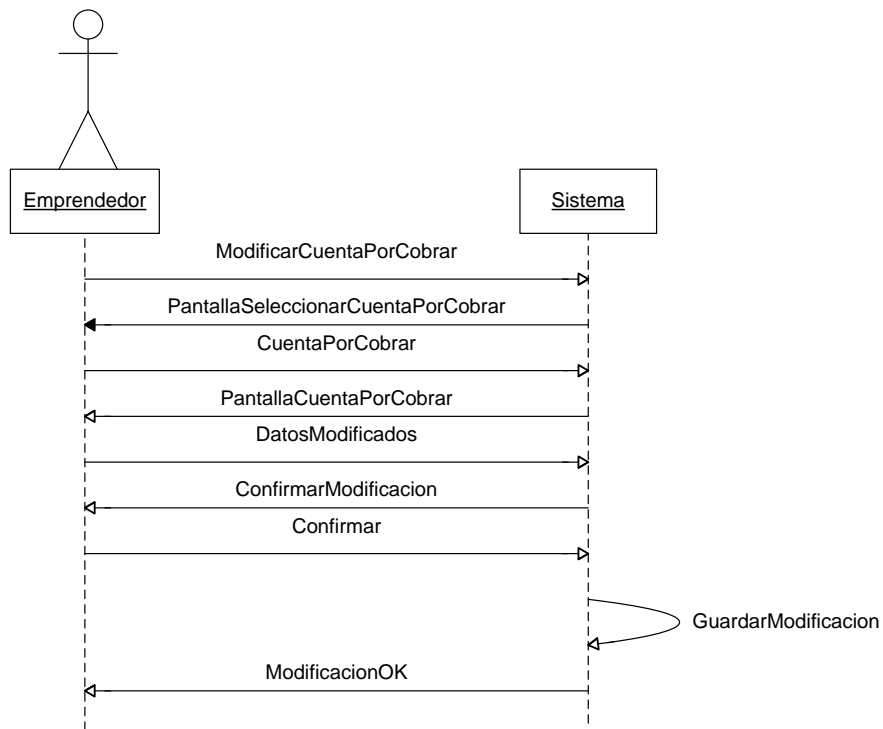 Emprendedor
Sistema
ModificarCuentaPorCobrar
PantallaSeleccionarCuentaPorCobrar
CuentaPorCobrar
PantallaCuentaPorCobrar
DatosModificados
ConfirmarModificacion
Confirmar
GuardarModificacion
ModificacionOK